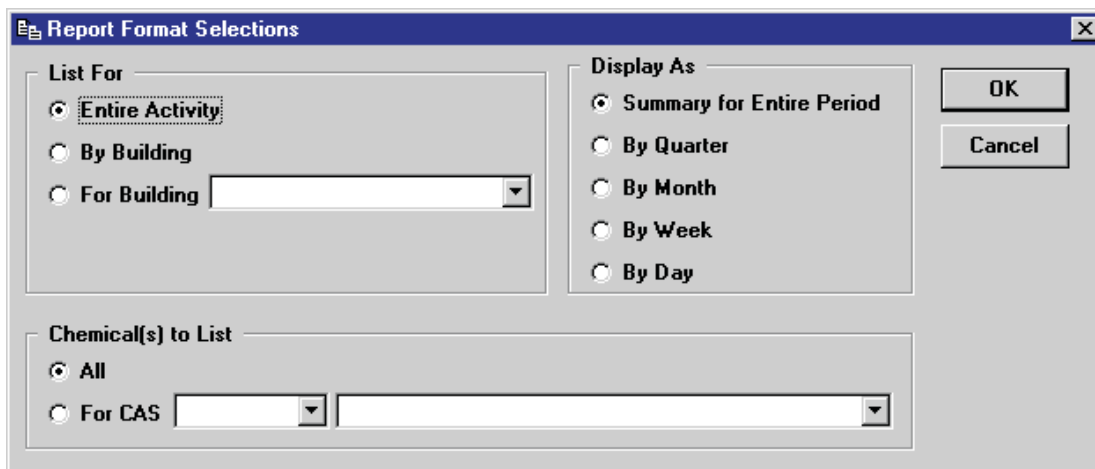 Report Format Selections
List For
Entire Activity
By Building
For Building
Display As
Summary for Entire Period
By Quarter
By Month
By Week
By Day
OK
Cancel
Chemical(s) to List
All
For CAS